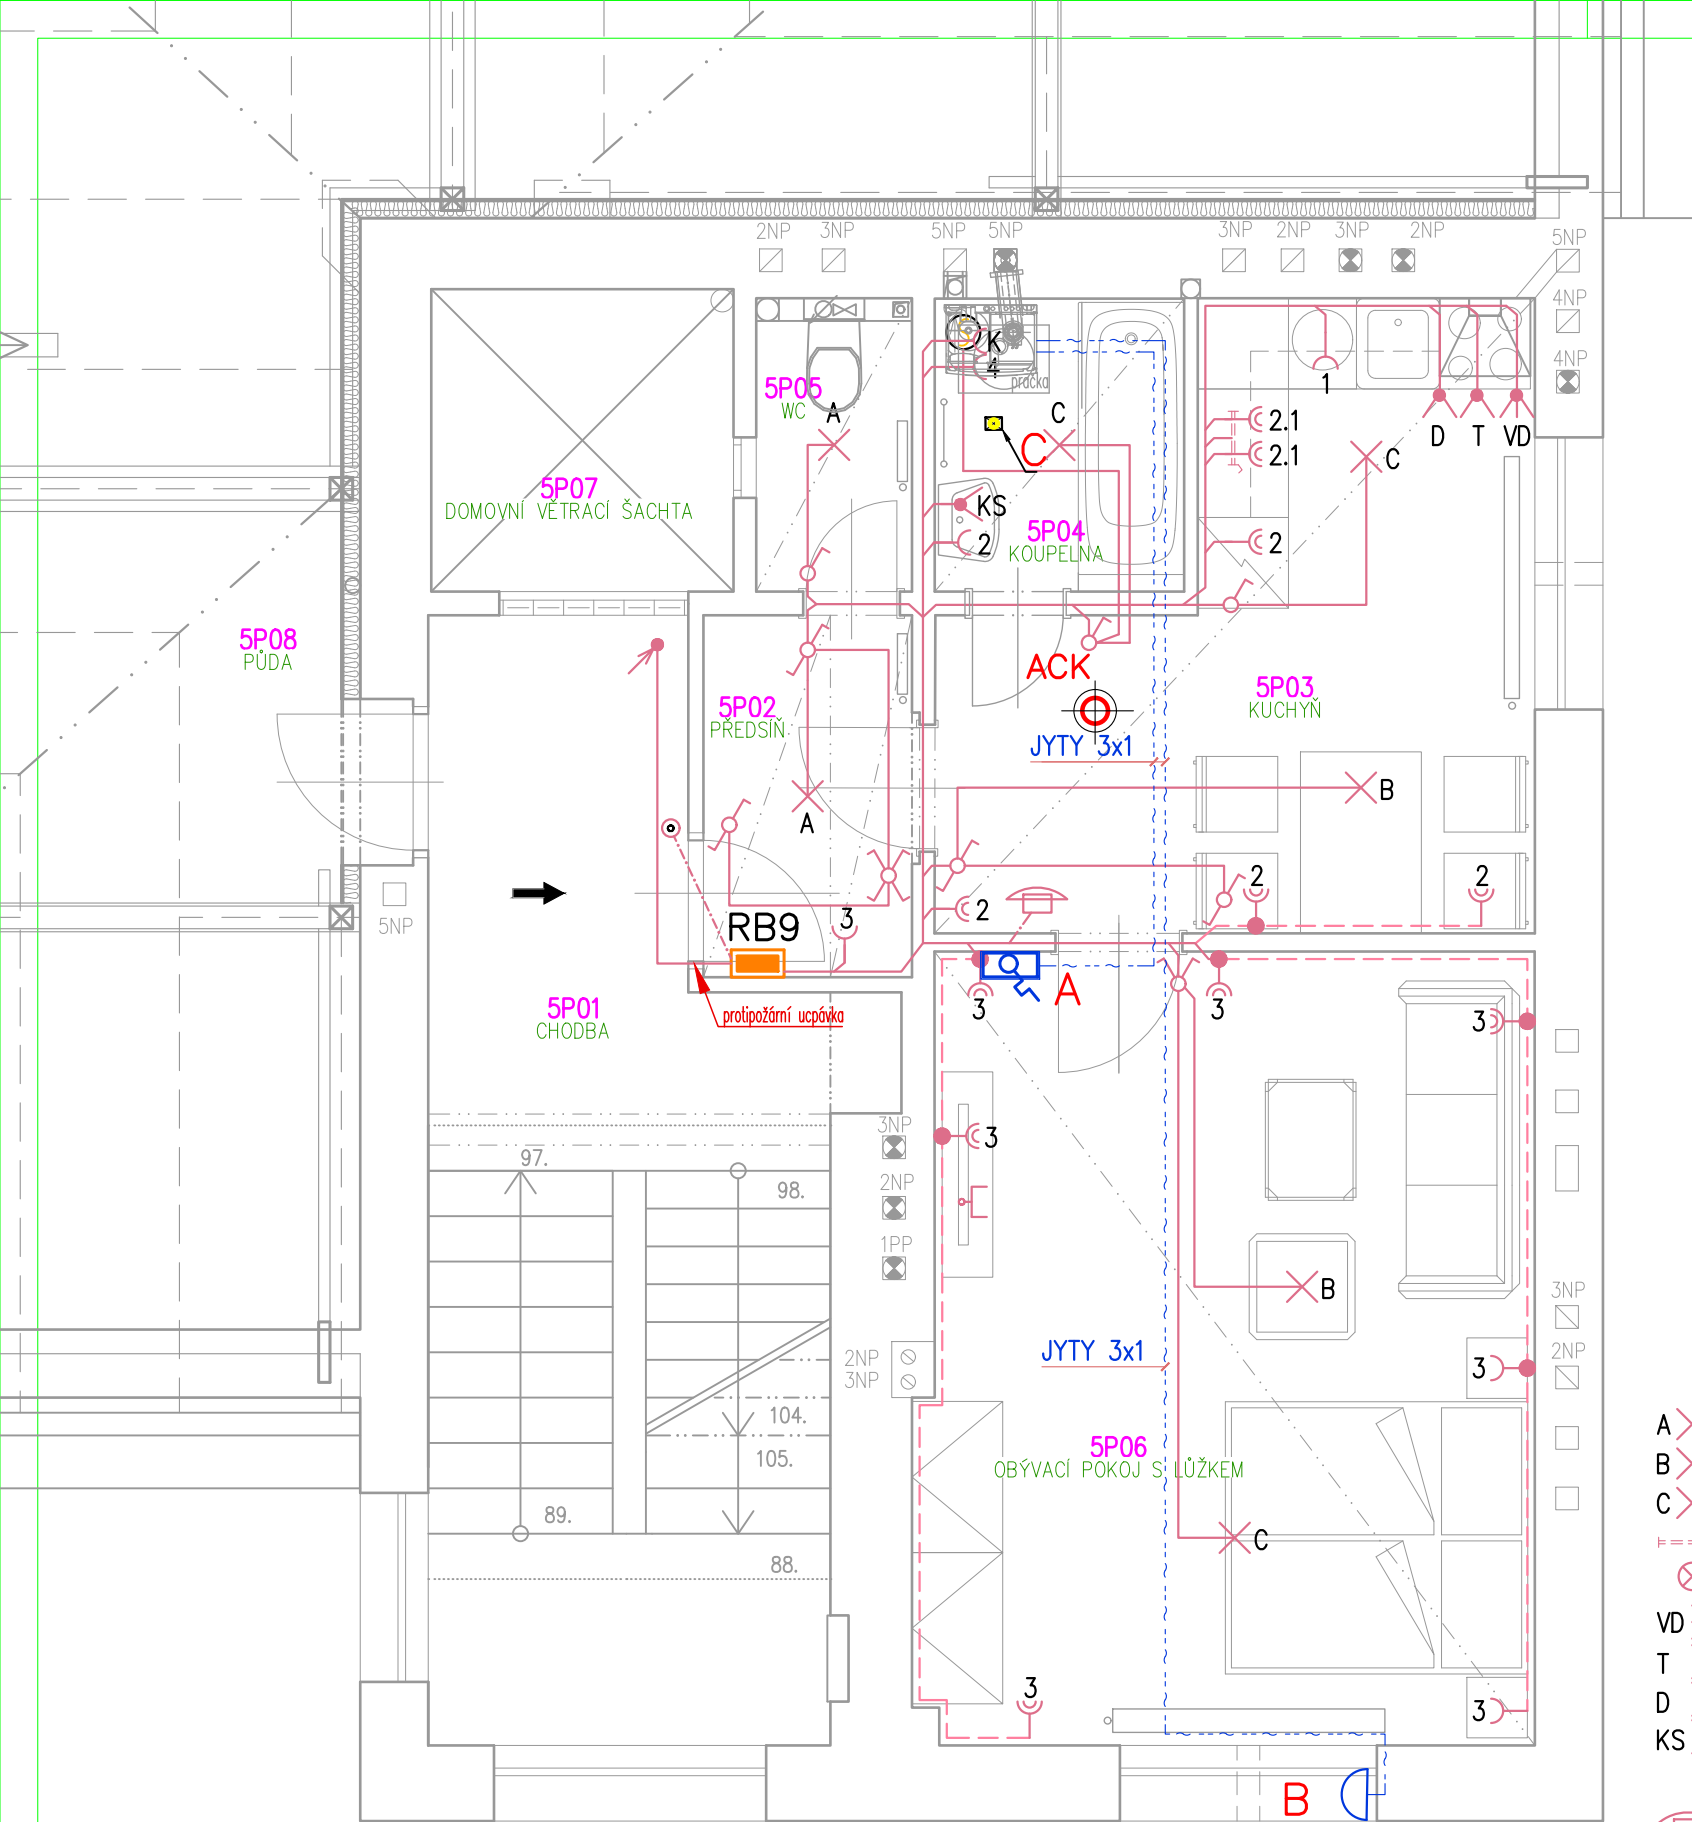 2NP
3NP
5NP
5NP
3NP
2NP
3NP
2NP
5NP
4NP
4NP
K
4
pračka
1
5P05
WC
A
C
C
2.1
2.1
D
T
VD
C
5P07
DOMOVNÍ VĚTRACÍ ŠACHTA
KS
2
5P04
KOUPELNA
2
5P08
PŮDA
ACK
5P02
PŘEDSÍŇ
5P03
KUCHYŇ
JYTY 3x1
B
A
2
2
5NP
RB9
3
2
A
3
3
3
5P01
CHODBA
protipožární ucpávka
3NP
3
97.
98.
2NP
1PP
B
3NP
JYTY 3x1
2NP
3NP
3
2NP
104.
105.
5P06
OBÝVACÍ POKOJ S LŮŽKEM
A
B
C
89.
C
88.
VD
T
D
KS
3
3
B